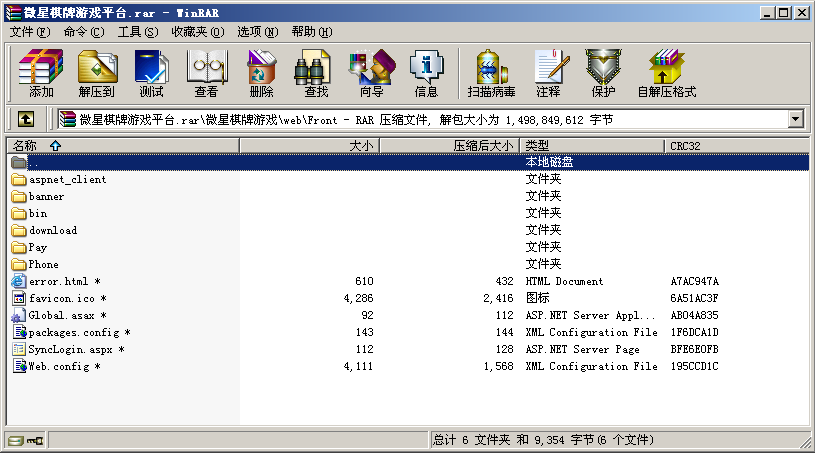 微星棋牌游戏平台.rar - WinRAR
文件(F) 命令(C) 工具(S) 收藏夹(O) 选项(N) 帮助(H)
添加 解压到 测试 查看 删除 查找 向导 信息 扫描病毒 注释 保护 自解压格式
微星棋牌游戏平台.rar\微星棋牌游戏\web\Front - RAR 压缩文件, 解包大小为 1,498,849,612 字节
名称 大小 压缩后大小 类型 CRC32
.. 本地磁盘
aspnet_client 文件夹
banner 文件夹
bin 文件夹
download 文件夹
Pay 文件夹
Phone 文件夹
error.html * 610 432 HTML Document A7AC947A
favicon.ico * 4,286 2,416 图标 6A51AC3F
Global.asax * 92 112 ASP.NET Server Appl... AB04A835
packages.config * 143 144 XML Configuration File 1F6DCA1D
SyncLogin.aspx * 112 128 ASP.NET Server Page BFE6E0FB
Web.config * 4,111 1,568 XML Configuration File 195CCD1C
总计 6 文件夹 和 9,354 字节(6 个文件)